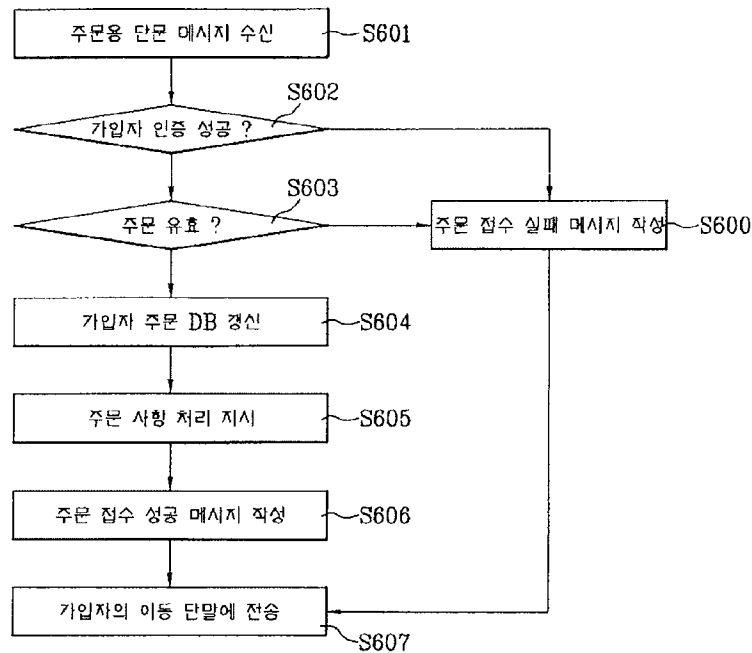 주문용 단문 메시지 수신
S601
S602
가입자 인증 성공 ?
S603
주문 유효 ?
주문 접수 실패 메시지 작성
S600
가입자 주문 DB 갱신
S604
주문 사항 처리 지시
S605
주문 접수 성공 메시지 작성
S606
가입자의 이동 단말에 전송
S607